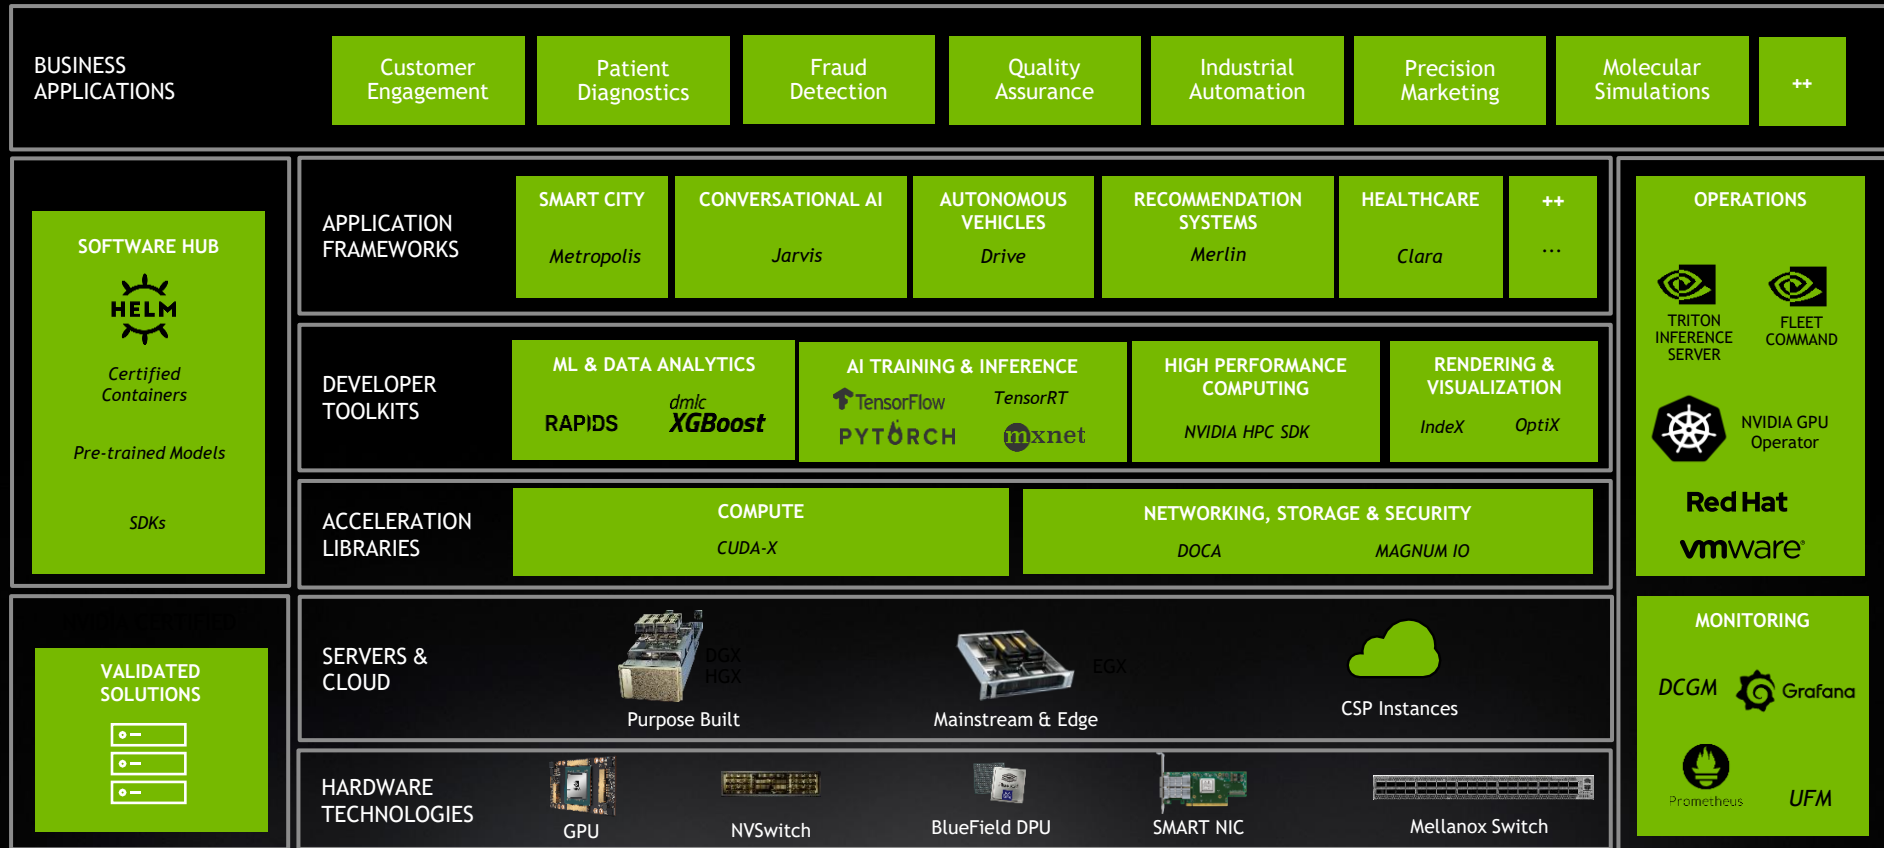 BUSINESS
APPLICATIONS
Customer
Engagement
Patient
Diagnostics
Fraud
Detection
Quality
Assurance
Industrial
Automation
Precision
Marketing
Molecular
Simulations
++
SOFTWARE HUB
HELM
Certified
Containers
Pre-trained Models
SDKs
APPLICATION
FRAMEWORKS
SMART CITY
Metropolis
CONVERSATIONAL AI
Jarvis
AUTONOMOUS
VEHICLES
Drive
RECOMMENDATION
SYSTEMS
Merlin
HEALTHCARE
Clara
++
...
DEVELOPER
TOOLKITS
ML & DATA ANALYTICS
RAPIDS
dmlc
XGBoost
AI TRAINING & INFERENCE
TensorFlow
TensorRT
PYTORCH
mxnet
HIGH PERFORMANCE
COMPUTING
NVIDIA HPC SDK
RENDERING &
VISUALIZATION
IndeX
OptiX
ACCELERATION
LIBRARIES
COMPUTE
CUDA-X
NETWORKING, STORAGE & SECURITY
DOCA
MAGNUM IO
OPERATIONS
TRITON
INFERENCE
SERVER
FLEET
COMMAND
NVIDIA GPU
Operator
Red Hat
vmware
NVIDIA CERTIFIED
VALIDATED
SOLUTIONS
SERVERS &
CLOUD
DGX
HGX
Purpose Built
EGX
Mainstream & Edge
CSP Instances
HARDWARE
TECHNOLOGIES
GPU
NVSwitch
BlueField DPU
SMART NIC
Mellanox Switch
MONITORING
DCGM
Grafana
Prometheus
UFM